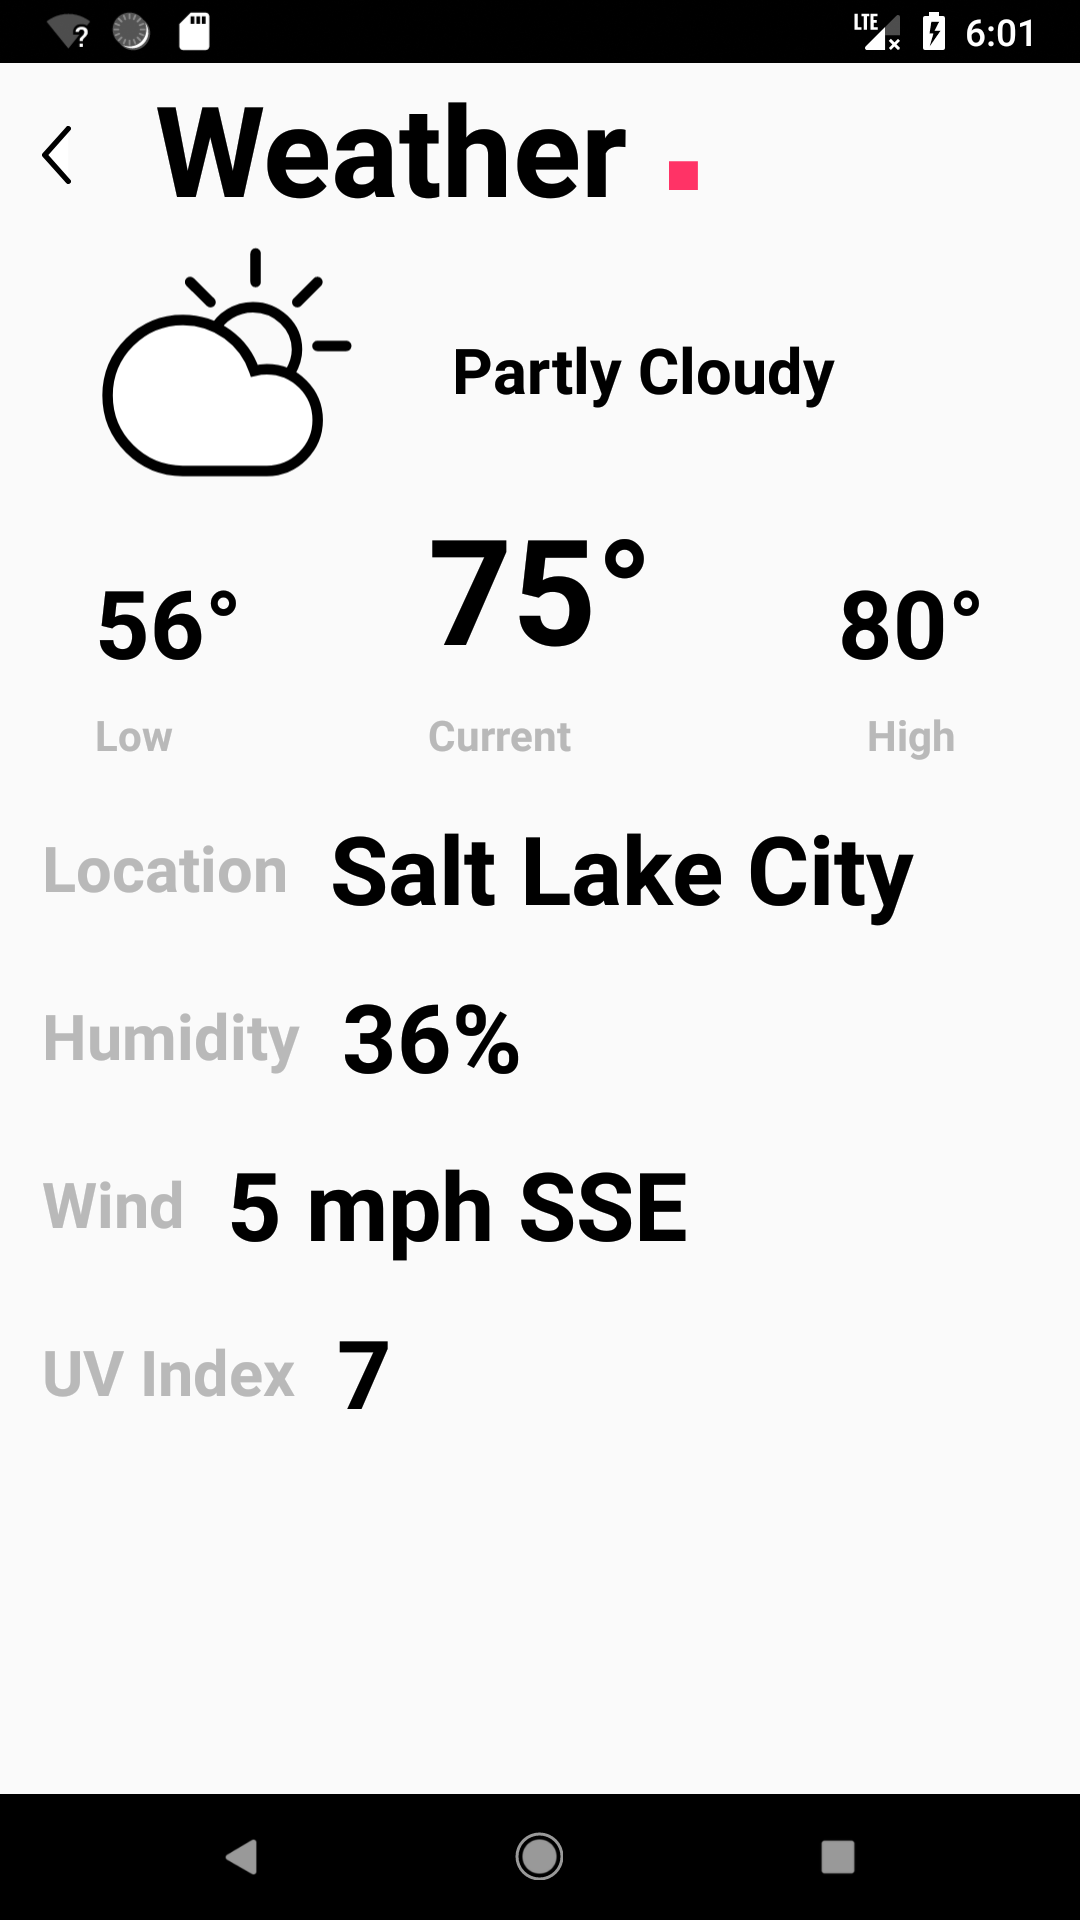 LTE 6:01
Weather
Partly Cloudy
56° 75° 80°
Low Current High
Location Salt Lake City
Humidity 36%
Wind 5 mph SSE
UV Index 7